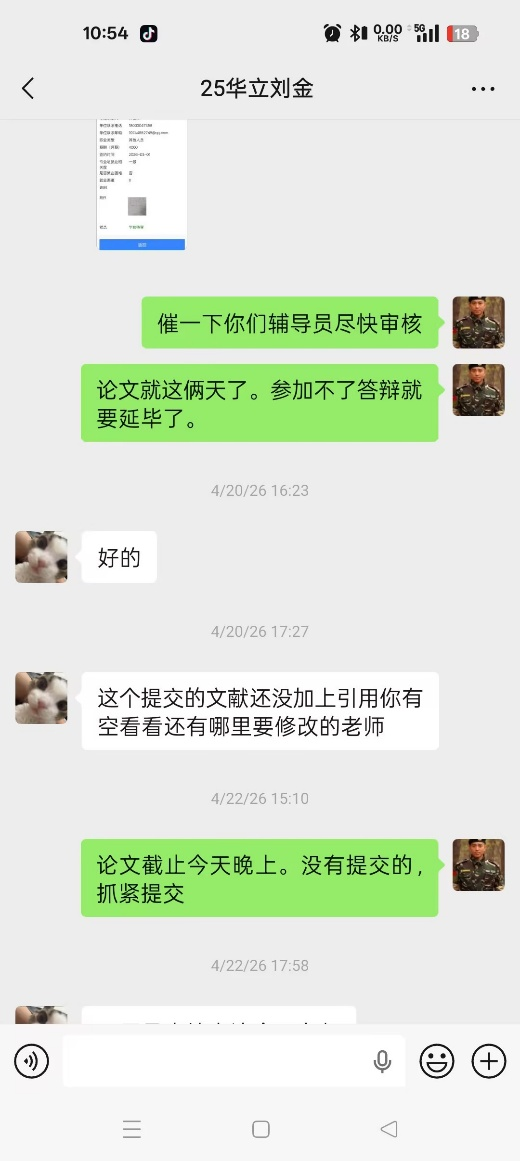 10:54
0.00
KB/S
5G
18
25华立刘金
催一下你们辅导员尽快审核
论文就这俩天了。参加不了答辩就
要延毕了。
4/20/26 16:23
好的
4/20/26 17:27
这个提交的文献还没加上引用你有
空看看还有哪里要修改的老师
4/22/26 15:10
论文截止今天晚上。没有提交的,
抓紧提交
4/22/26 17:58